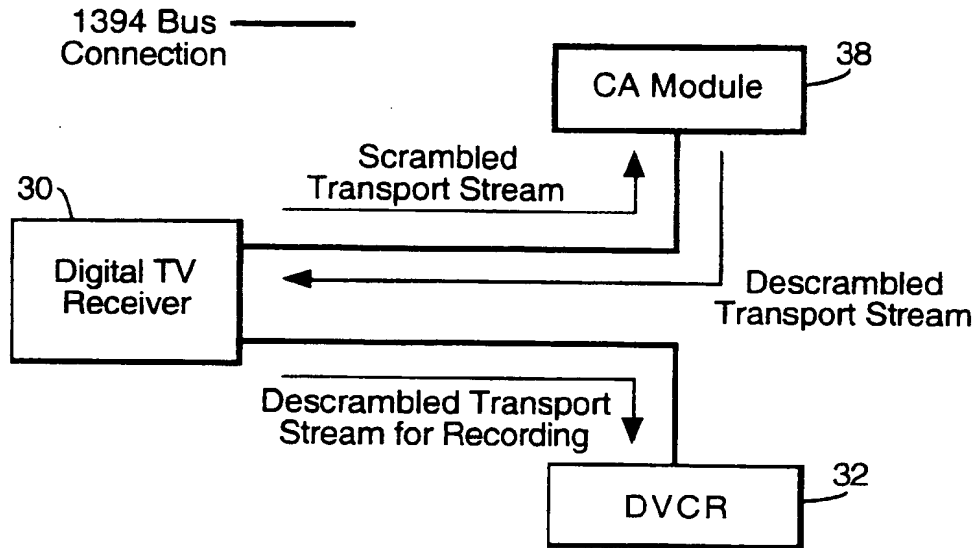 1394 Bus
Connection
CA Module
38
Scrambled
Transport Stream
30
Digital TV
Receiver
Descrambled
Transport Stream
Descrambled Transport
Stream for Recording
DVCR
32